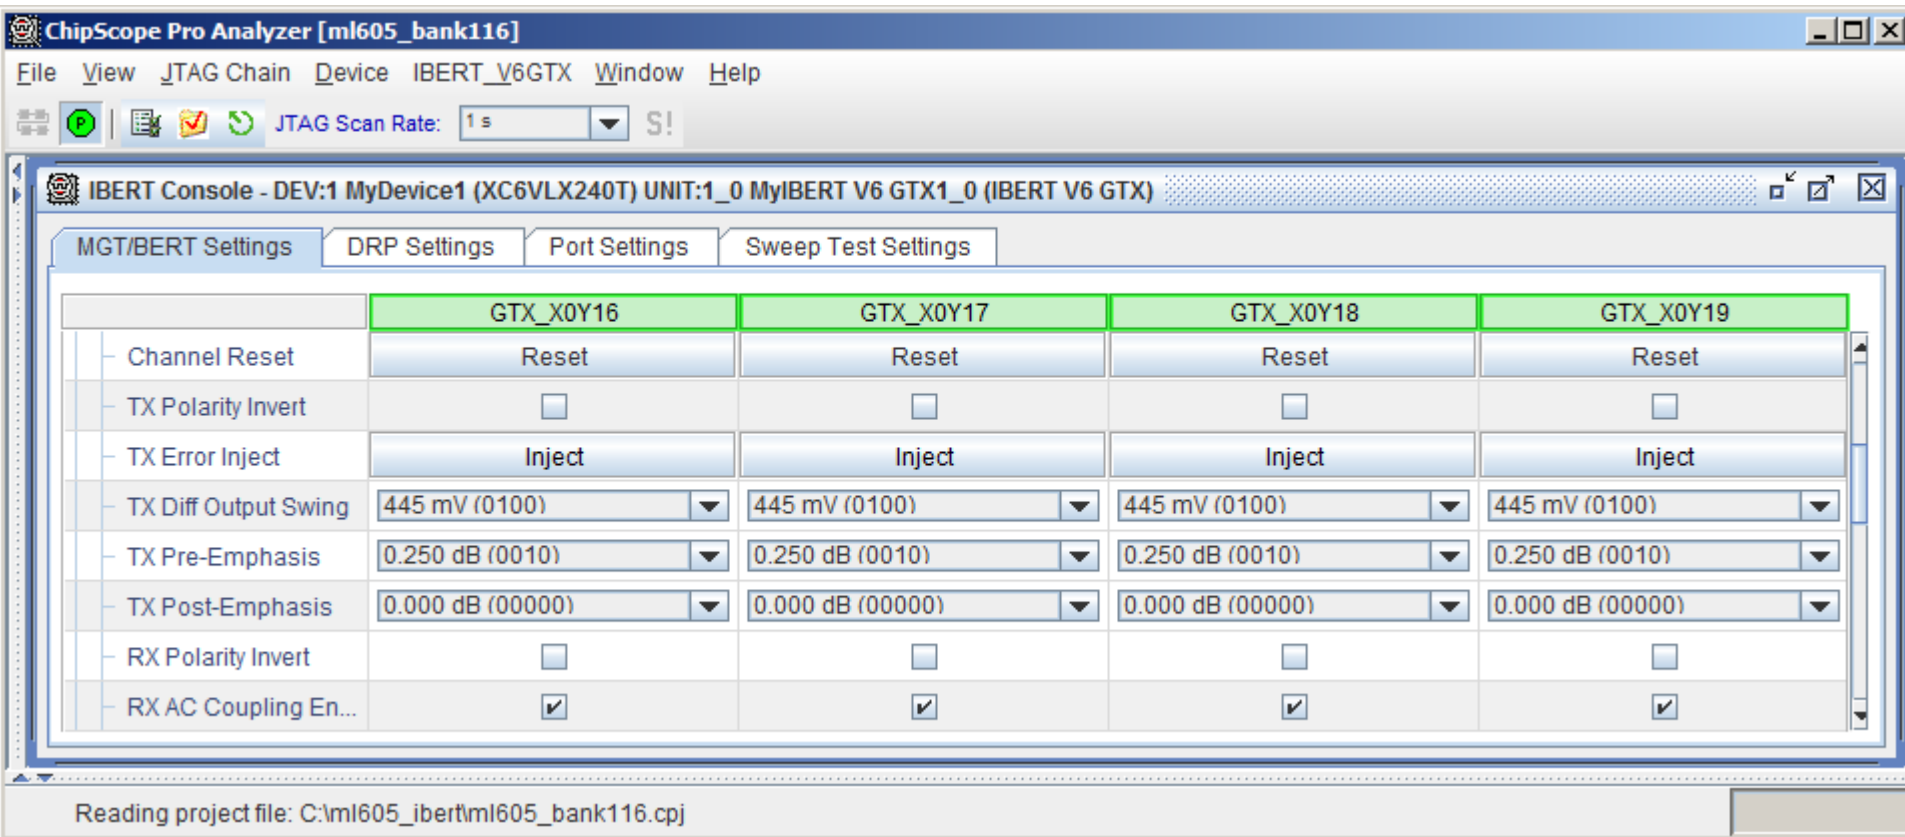 ChipScope Pro Analyzer [ml605_bank116]
File View JTAG Chain Device IBERT_V6GTX Window Help
P JTAG Scan Rate: 1 s S!
IBERT Console - DEV:1 MyDevice1 (XC6VLX240T) UNIT:1_0 MyIBERT V6 GTX1_0 (IBERT V6 GTX)
MGT/BERT Settings DRP Settings Port Settings Sweep Test Settings
GTX_X0Y16 GTX_X0Y17 GTX_X0Y18 GTX_X0Y19
Channel Reset Reset Reset Reset Reset
TX Polarity Invert
TX Error Inject Inject Inject Inject Inject
TX Diff Output Swing 445 mV (0100) 445 mV (0100) 445 mV (0100) 445 mV (0100)
TX Pre-Emphasis 0.250 dB (0010) 0.250 dB (0010) 0.250 dB (0010) 0.250 dB (0010)
TX Post-Emphasis 0.000 dB (00000) 0.000 dB (00000) 0.000 dB (00000) 0.000 dB (00000)
RX Polarity Invert
RX AC Coupling En...
Reading project file: C:\ml605_ibert\ml605_bank116.cpj